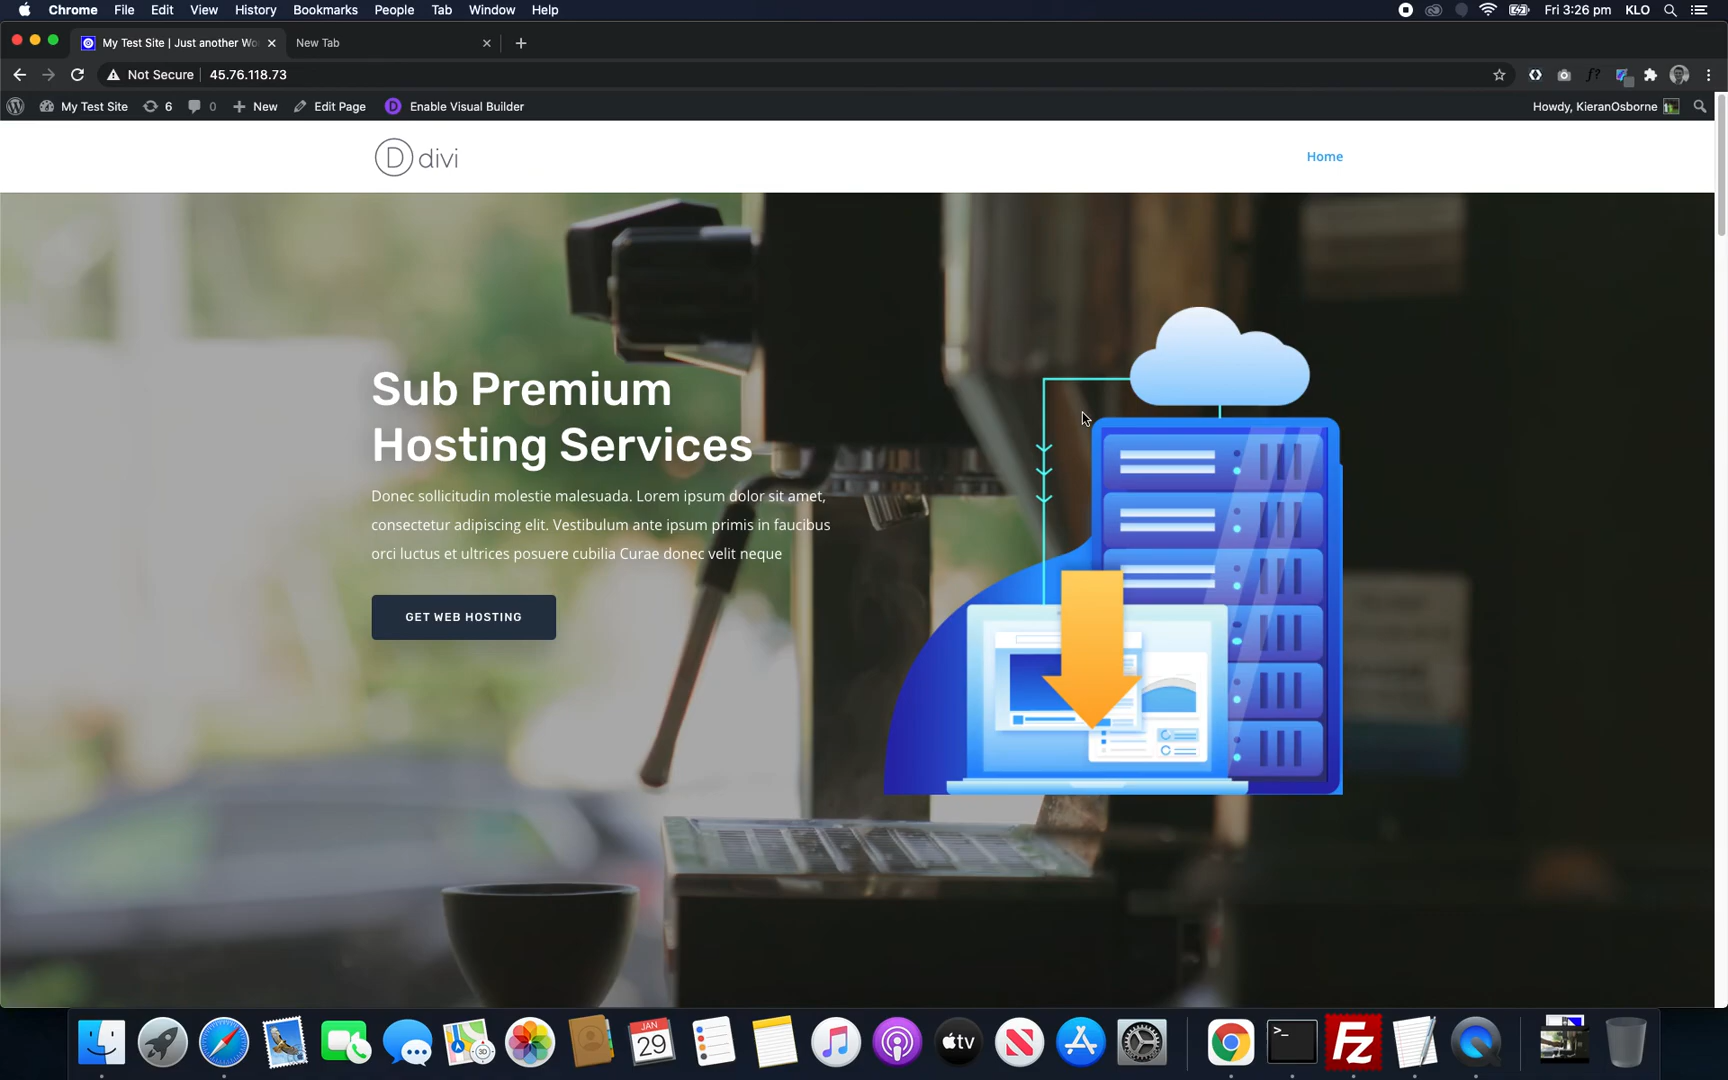 Chrome File Edit View History Bookmarks People Tab Window Help
Fri 3:26 pm KLO
My Test Site | Just another Wo
New Tab
Not Secure 45.76.118.73
My Test Site 6 0 New Edit Page Enable Visual Builder
Howdy, KieranOsborne
D divi
Home
Sub Premium
Hosting Services
Donec sollicitudin molestie malesuada. Lorem ipsum dolor sit amet,
consectetur adipiscing elit. Vestibulum ante ipsum primis in faucibus
orci luctus et ultrices posuere cubilia Curae donec velit neque
GET WEB HOSTING
JAN
29
3D
tv
>_
FZ